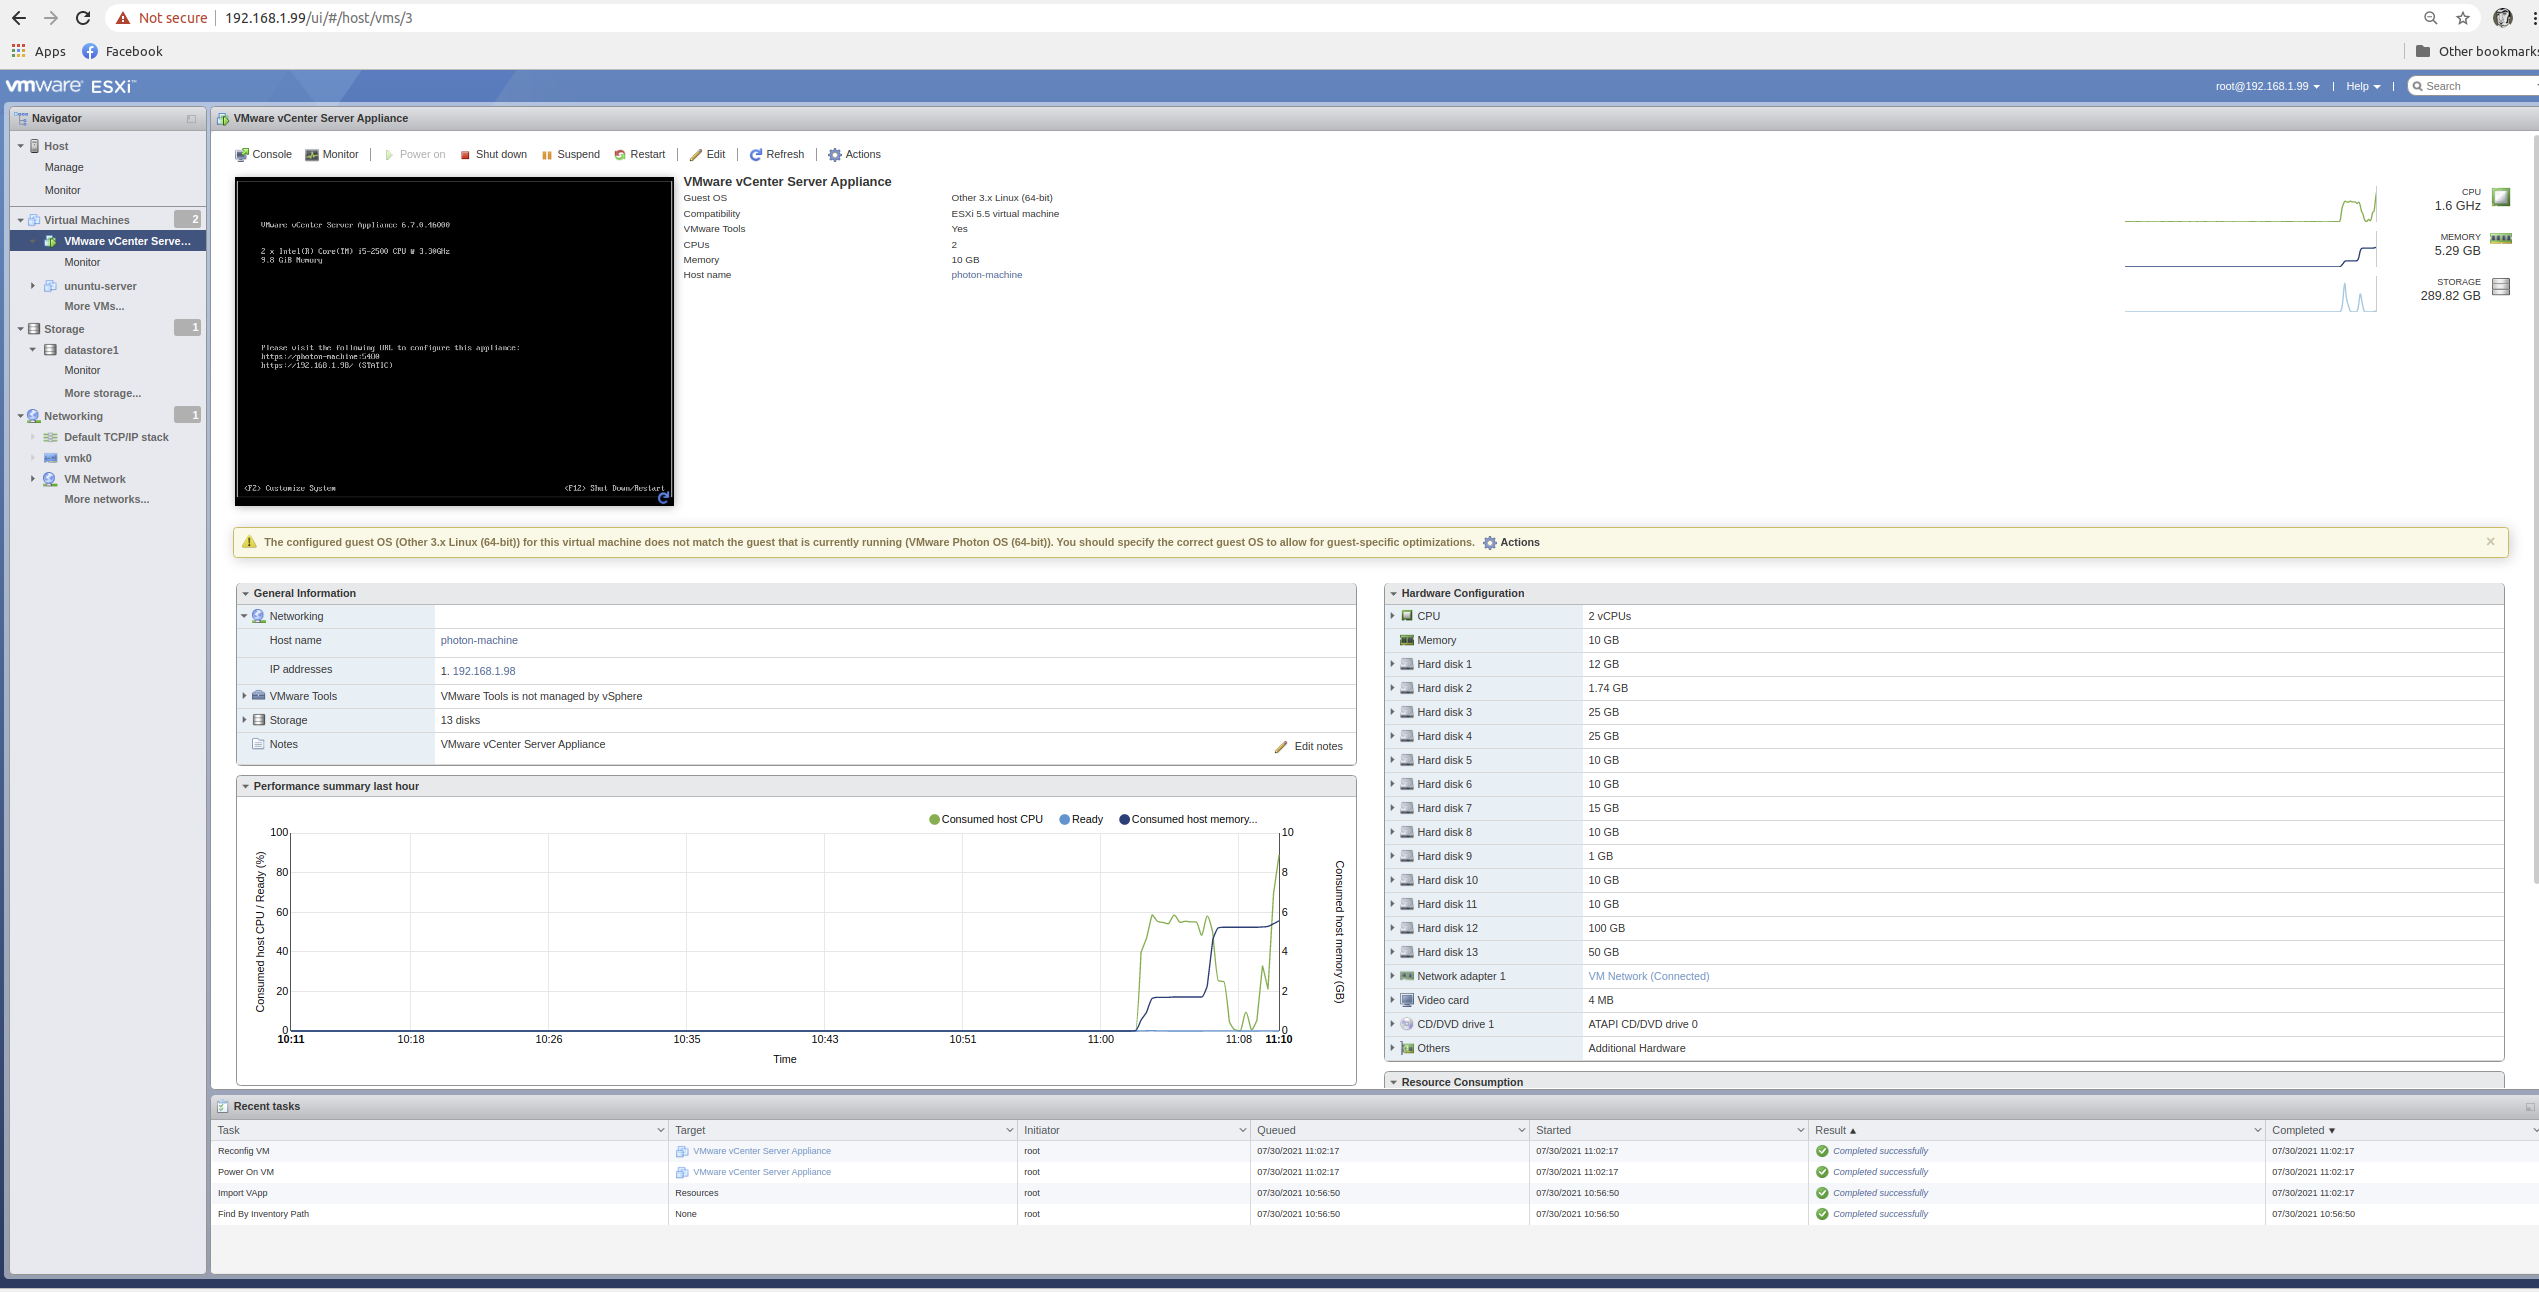 Not secure 192.168.1.99/ui/#/host/vms/3
Apps Facebook Other bookmarks
vmware ESXi™ root@192.168.1.99 Help Search
Navigator
Host
Manage
Monitor
Virtual Machines 2
VMware vCenter Serve...
Monitor
ununtu-server
More VMs...
Storage 1
datastore1
Monitor
More storage...
Networking 1
Default TCP/IP stack
vmk0
VM Network
More networks...
VMware vCenter Server Appliance
Console Monitor Power on Shut down Suspend Restart Edit Refresh Actions
VMware vCenter Server Appliance 6.7.0.46000
2 x Intel(R) Core(TM) i5-2500 CPU @ 3.30GHz
9.8 GiB Memory
Please visit the following URL to configure this appliance:
https://photon-machine:5480
https://192.168.1.98/ (STATIC)
<F2> Customize System <F12> Shut Down/Restart
VMware vCenter Server Appliance
Guest OS Other 3.x Linux (64-bit)
Compatibility ESXi 5.5 virtual machine
VMware Tools Yes
CPUs 2
Memory 10 GB
Host name photon-machine
CPU
1.6 GHz
MEMORY
5.29 GB
STORAGE
289.82 GB
The configured guest OS (Other 3.x Linux (64-bit)) for this virtual machine does not match the guest that is currently running (VMware Photon OS (64-bit)). You should specify the correct guest OS to allow for guest-specific optimizations. Actions
General Information
Networking
Host name photon-machine
IP addresses 1. 192.168.1.98
VMware Tools VMware Tools is not managed by vSphere
Storage 13 disks
Notes VMware vCenter Server Appliance Edit notes
Performance summary last hour
Consumed host CPU Ready Consumed host memory...
Consumed host CPU / Ready (%)
100
80
60
40
20
0
10
8
6
4
2
0
Consumed host memory (GB)
10:11 10:18 10:26 10:35 10:43 10:51 11:00 11:08 11:10
Time
Hardware Configuration
CPU 2 vCPUs
Memory 10 GB
Hard disk 1 12 GB
Hard disk 2 1.74 GB
Hard disk 3 25 GB
Hard disk 4 25 GB
Hard disk 5 10 GB
Hard disk 6 10 GB
Hard disk 7 15 GB
Hard disk 8 10 GB
Hard disk 9 1 GB
Hard disk 10 10 GB
Hard disk 11 10 GB
Hard disk 12 100 GB
Hard disk 13 50 GB
Network adapter 1 VM Network (Connected)
Video card 4 MB
CD/DVD drive 1 ATAPI CD/DVD drive 0
Others Additional Hardware
Resource Consumption
Recent tasks
Task Target Initiator Queued Started Result ▲ Completed ▼
Reconfig VM VMware vCenter Server Appliance root 07/30/2021 11:02:17 07/30/2021 11:02:17 Completed successfully 07/30/2021 11:02:17
Power On VM VMware vCenter Server Appliance root 07/30/2021 11:02:17 07/30/2021 11:02:17 Completed successfully 07/30/2021 11:02:17
Import VApp Resources root 07/30/2021 10:56:50 07/30/2021 10:56:50 Completed successfully 07/30/2021 11:02:17
Find By Inventory Path None root 07/30/2021 10:56:50 07/30/2021 10:56:50 Completed successfully 07/30/2021 10:56:50